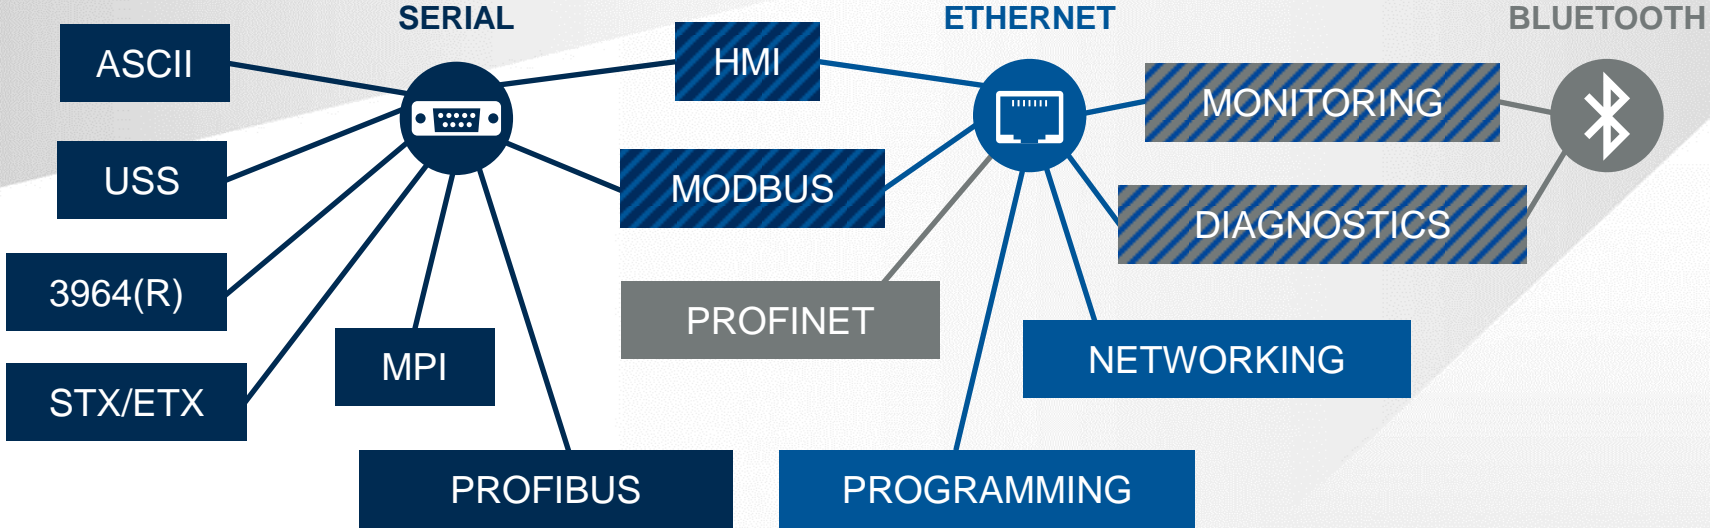 SERIAL
ETHERNET
BLUETOOTH
ASCII
HMI
MONITORING
USS
MODBUS
DIAGNOSTICS
3964(R)
PROFINET
MPI
NETWORKING
STX/ETX
PROFIBUS
PROGRAMMING